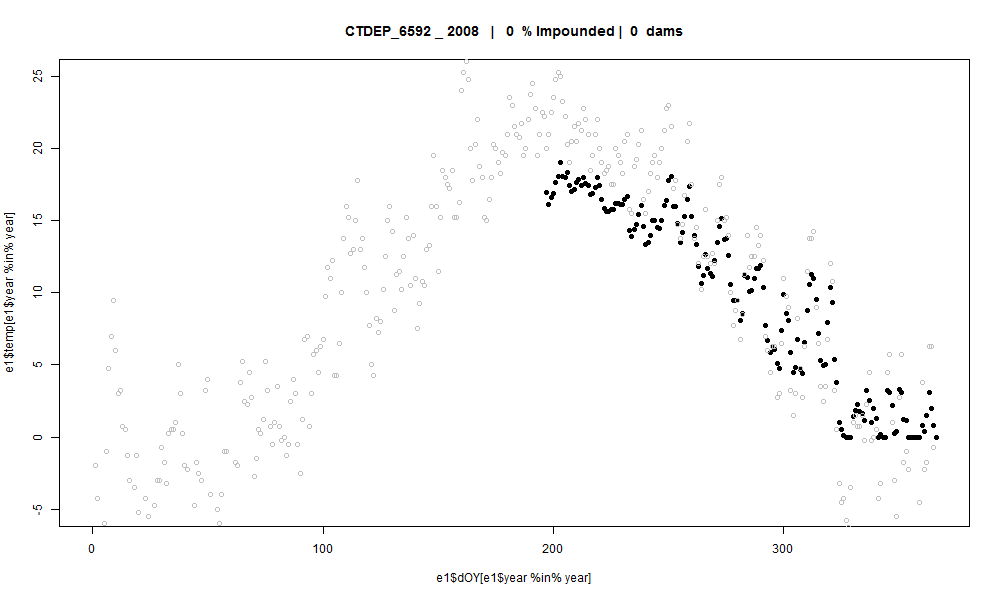 CTDEP_6592 _ 2008 | 0 % Impounded | 0 dams
e1$temp[e1$year %in% year]
25
20
15
10
5
0
-5
0 100 200 300
e1$dOY[e1$year %in% year]